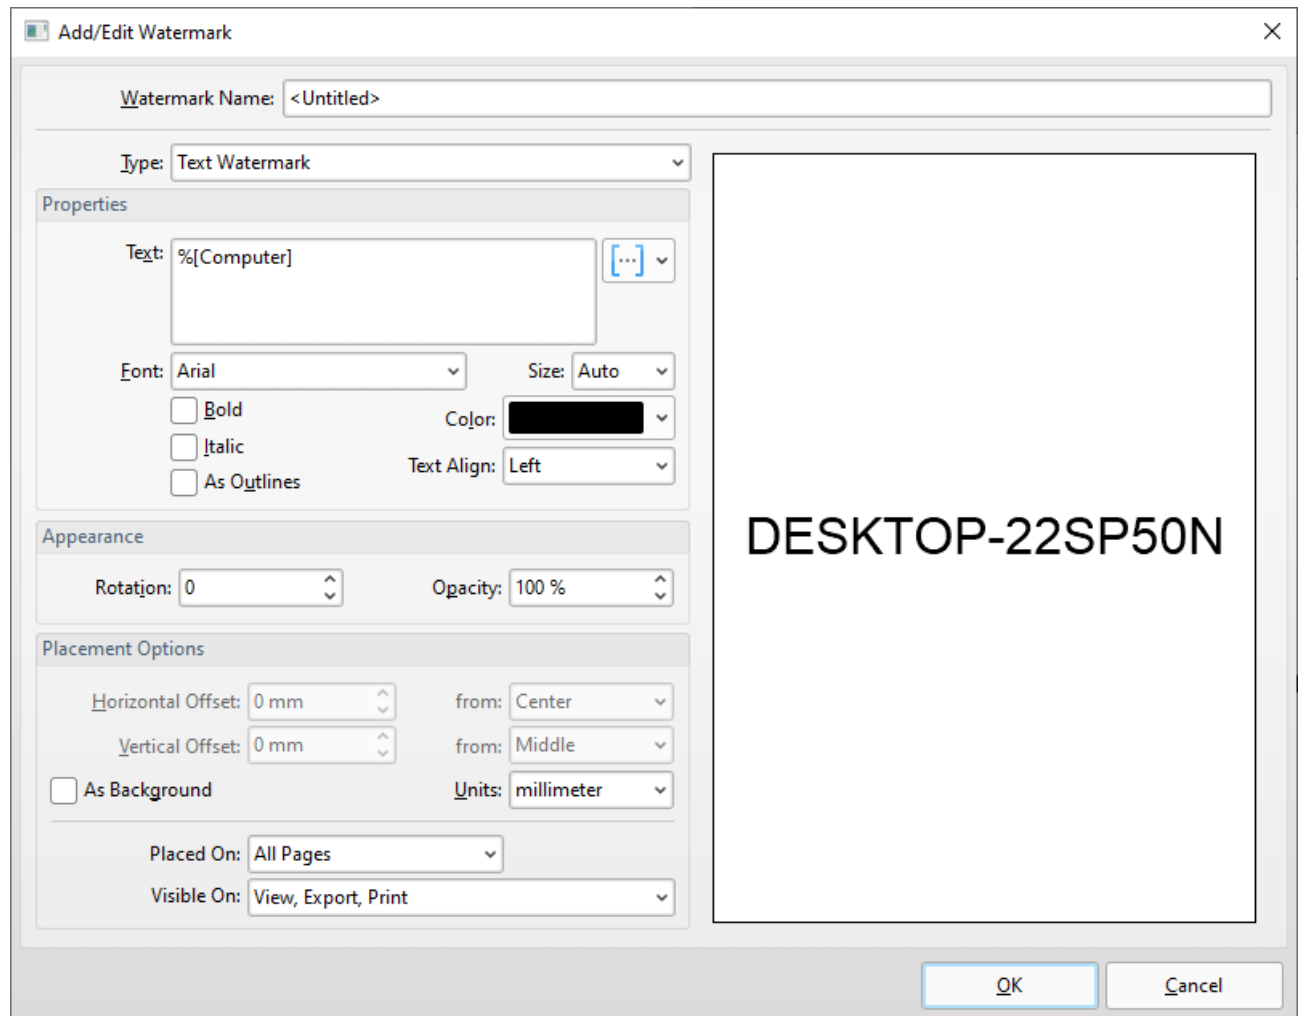 Add/Edit Watermark
Watermark Name: <Untitled>
Type: Text Watermark
Properties
Text: %[Computer]
Font: Arial
Size: Auto
Bold
Color:
Italic
Text Align: Left
As Outlines
DESKTOP-22SP50N
Appearance
Rotation: 0
Opacity: 100 %
Placement Options
Horizontal Offset: 0 mm
from: Center
Vertical Offset: 0 mm
from: Middle
As Background
Units: millimeter
Placed On: All Pages
Visible On: View, Export, Print
OK
Cancel